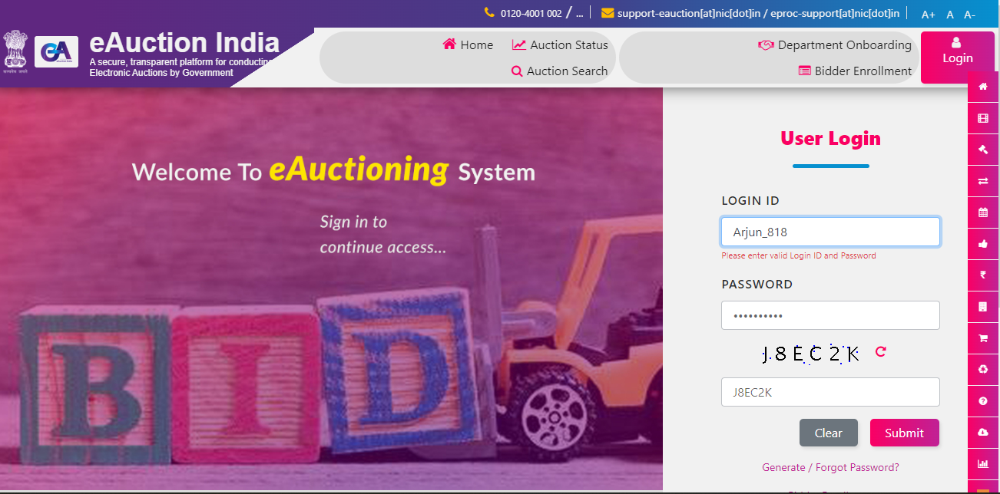 0120-4001 002 / ...
support-eauction[at]nic[dot]in / eproc-support[at]nic[dot]in
A+ A A-
eAuction India
A secure, transparent platform for conducting
Electronic Auctions by Government
Home
Auction Status
Auction Search
Department Onboarding
Bidder Enrollment
Login
Welcome To eAuctioning System
Sign in to
continue access...
BID
User Login
LOGIN ID
Arjun_818
Please enter valid Login ID and Password
PASSWORD
J8EC2K
J8EC2K
Clear
Submit
Generate / Forgot Password?